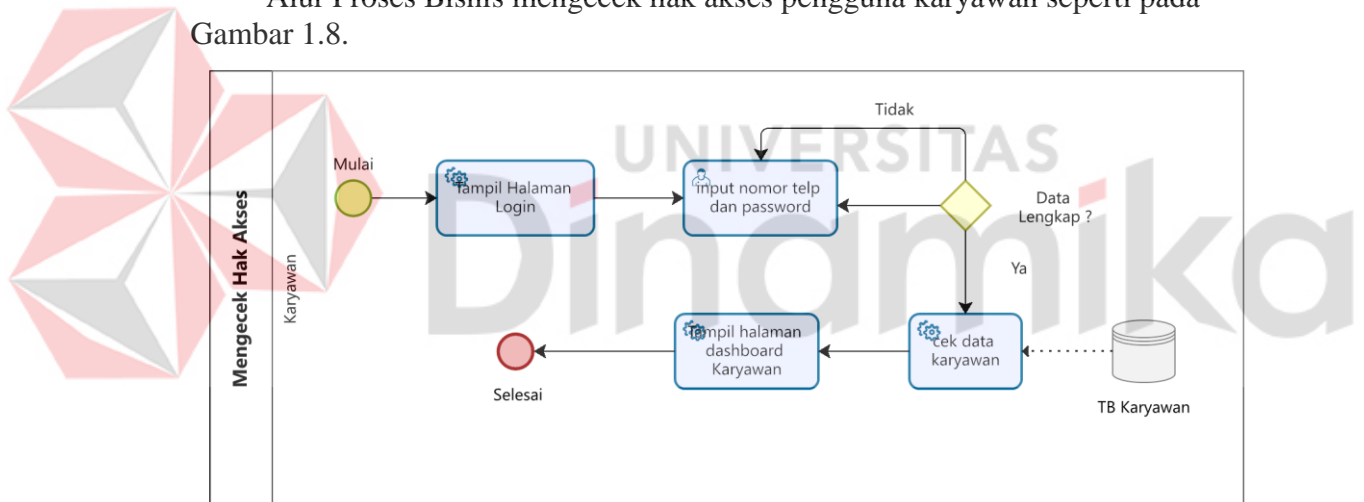 Alur Proses Bisnis mengecek hak akses pengguna karyawan seperti pada
Gambar 1.8.
UNIVERSITAS
Dinamika
Mengecek Hak Akses
Karyawan
Mulai
Tampil Halaman
Login
input nomor telp
dan password
Tidak
Data
Lengkap ?
Ya
cek data
karyawan
TB Karyawan
Tampil halaman
dashboard
Karyawan
Selesai